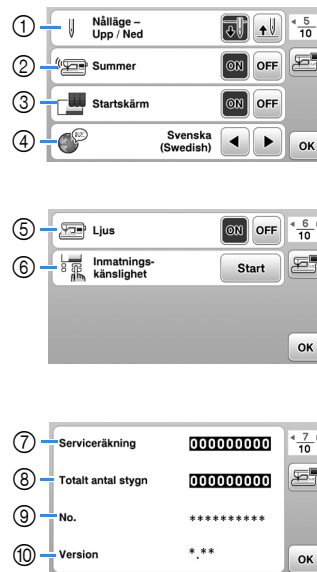 ① Nålläge –
Upp / Ned
5
10
② Summer ON OFF
③ Startskärm ON OFF
④ Svenska
(Swedish)
OK
⑤ Ljus ON OFF
6
10
⑥ Inmatnings-
känslighet Start
OK
⑦ Serviceräkning 000000000
7
10
⑧ Totalt antal stygn 000000000
⑨ No. **********
⑩ Version *.**
OK